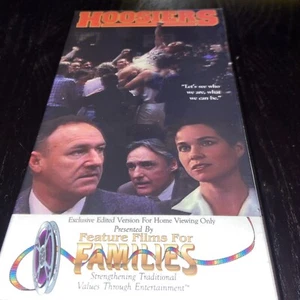 HOOSIERS
"Let's see who
we are, what
we can be."
Exclusive Edited Version For Home Viewing Only
Presented By
Feature Films For
FAMILIES
Strengthening Traditional
Values Through Entertainment™